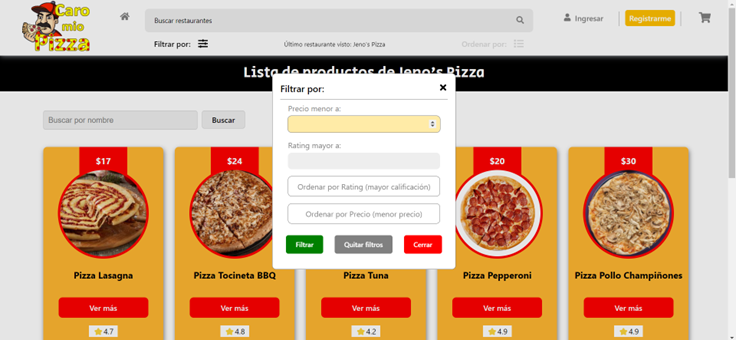 Caro
mio
Pizza
Buscar restaurantes
Ingresar
Registrarme
Filtrar por:
Último restaurante visto: Jeno's Pizza
Ordenar por:
Lista de productos de Jeno's Pizza
Filtrar por:
Precio menor a:
Rating mayor a:
Ordenar por Rating (mayor calificación)
Ordenar por Precio (menor precio)
Filtrar
Quitar filtros
Cerrar
Buscar por nombre
Buscar
$17
$24
$20
$30
Pizza Lasagna
Pizza Tocineta BBQ
Pizza Tuna
Pizza Pepperoni
Pizza Pollo Champiñones
Ver más
Ver más
Ver más
Ver más
Ver más
4.7
4.8
4.2
4.9
4.9